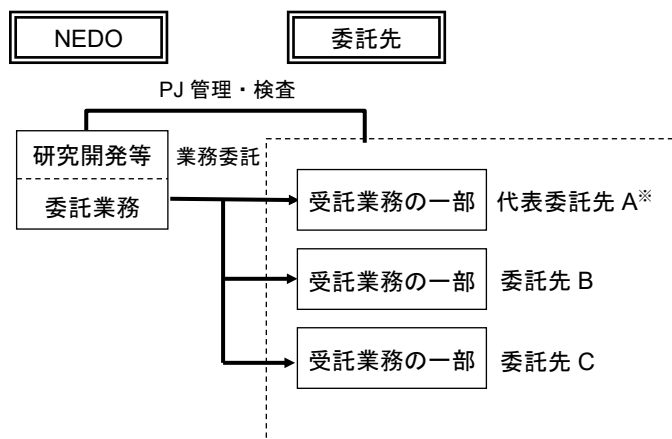 NEDO
委託先
PJ 管理・検査
研究開発等
業務委託
委託業務
受託業務の一部
代表委託先 A※
受託業務の一部
委託先 B
受託業務の一部
委託先 C